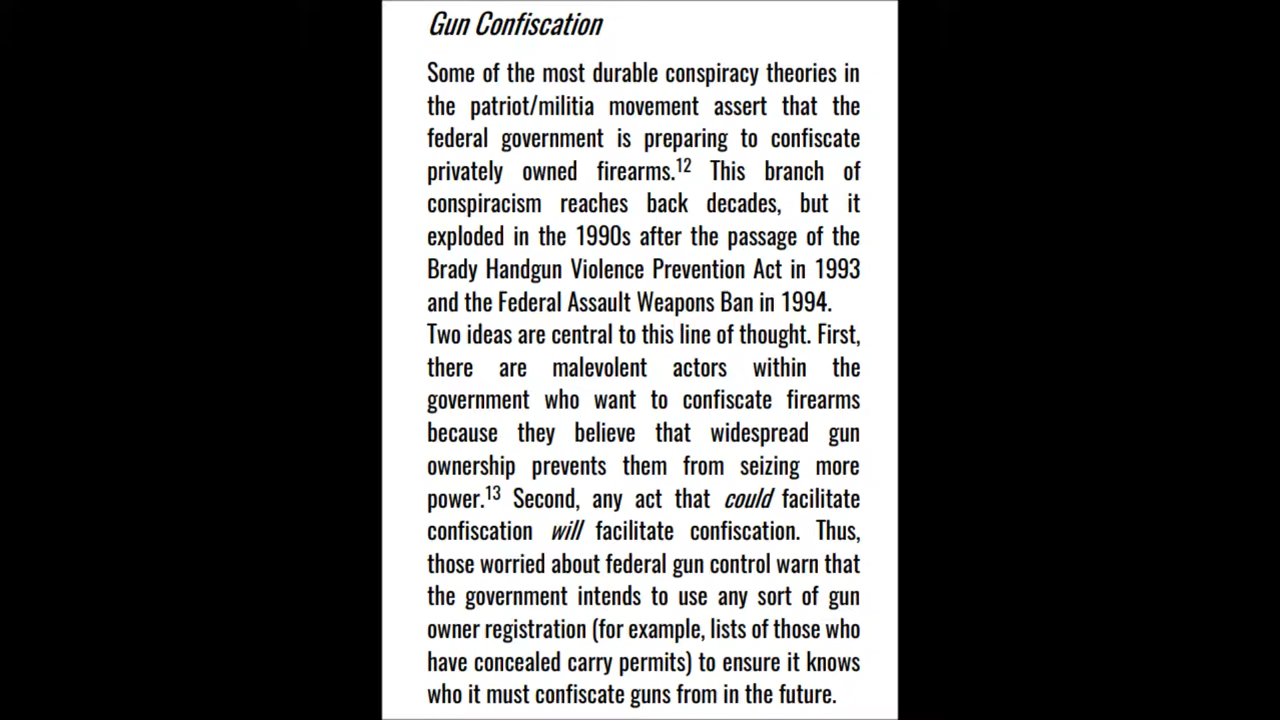 Gun Confiscation
Some of the most durable conspiracy theories in
the patriot/militia movement assert that the
federal government is preparing to confiscate
privately owned firearms.12 This branch of
conspiracism reaches back decades, but it
exploded in the 1990s after the passage of the
Brady Handgun Violence Prevention Act in 1993
and the Federal Assault Weapons Ban in 1994.
Two ideas are central to this line of thought. First,
there are malevolent actors within the
government who want to confiscate firearms
because they believe that widespread gun
ownership prevents them from seizing more
power.13 Second, any act that could facilitate
confiscation will facilitate confiscation. Thus,
those worried about federal gun control warn that
the government intends to use any sort of gun
owner registration (for example, lists of those who
have concealed carry permits) to ensure it knows
who it must confiscate guns from in the future.